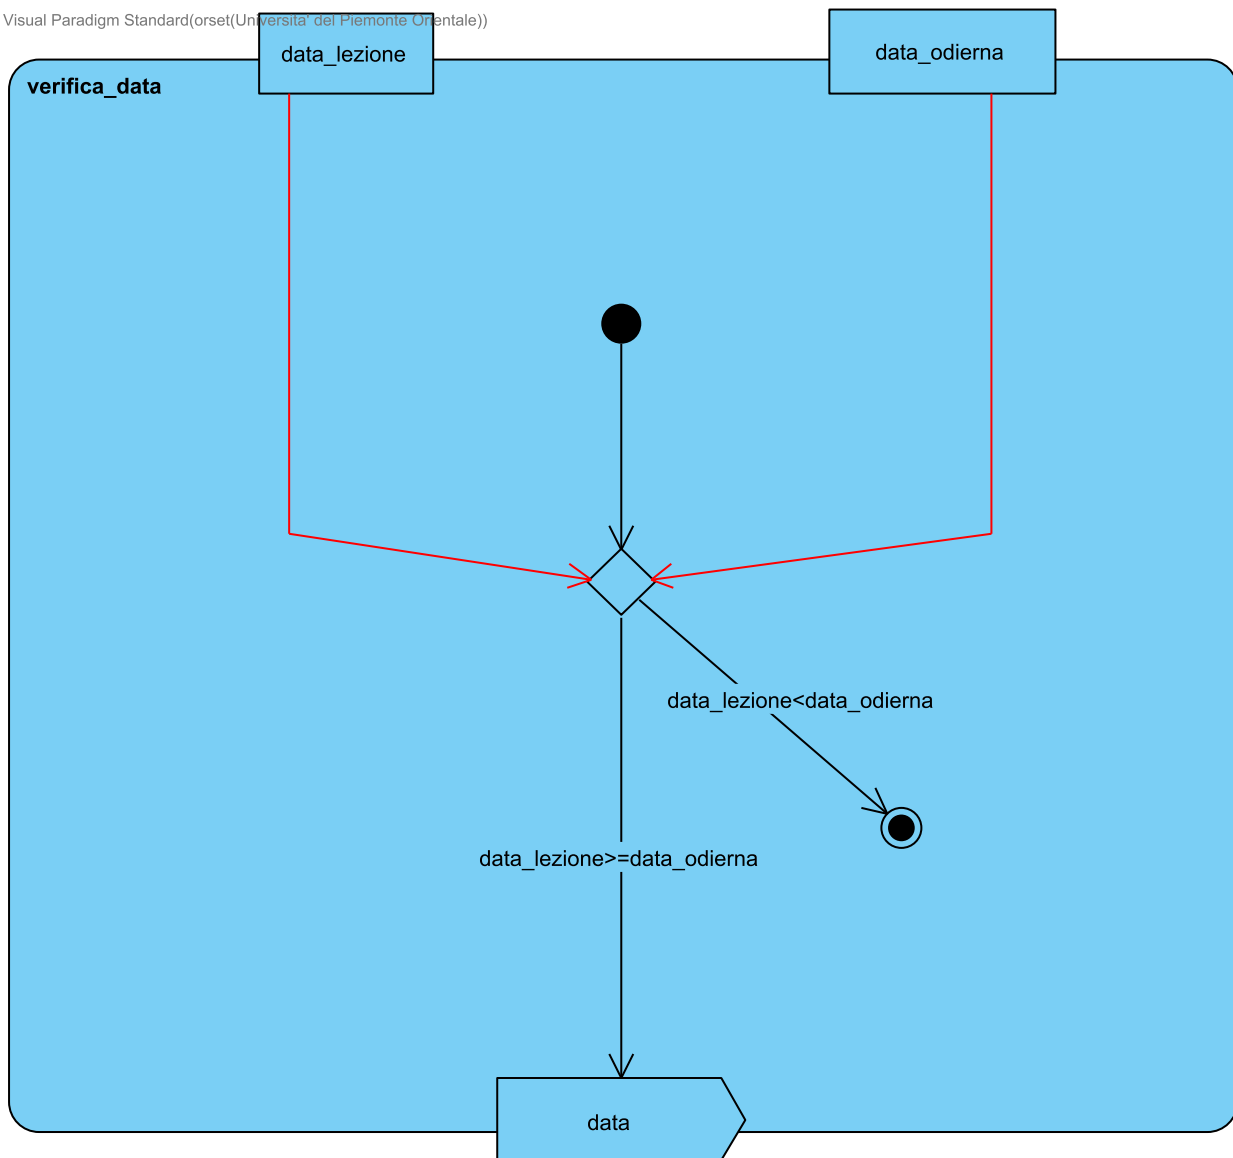 Visual Paradigm Standard(orset(Universita' del Piemonte Orientale))
data_lezione
data_odierna
verifica_data
data_lezione<data_odierna
data_lezione>=data_odierna
data